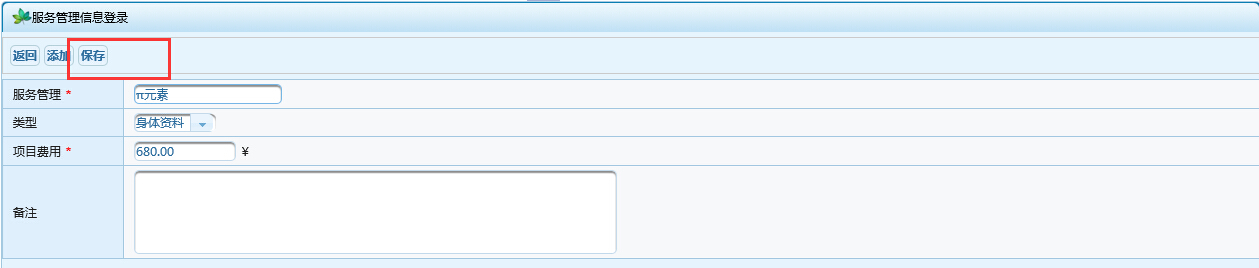 服务管理信息登录
返回 添加 保存
服务管理 * π元素
类型 身体资料
项目费用 * 680.00 ¥
备注